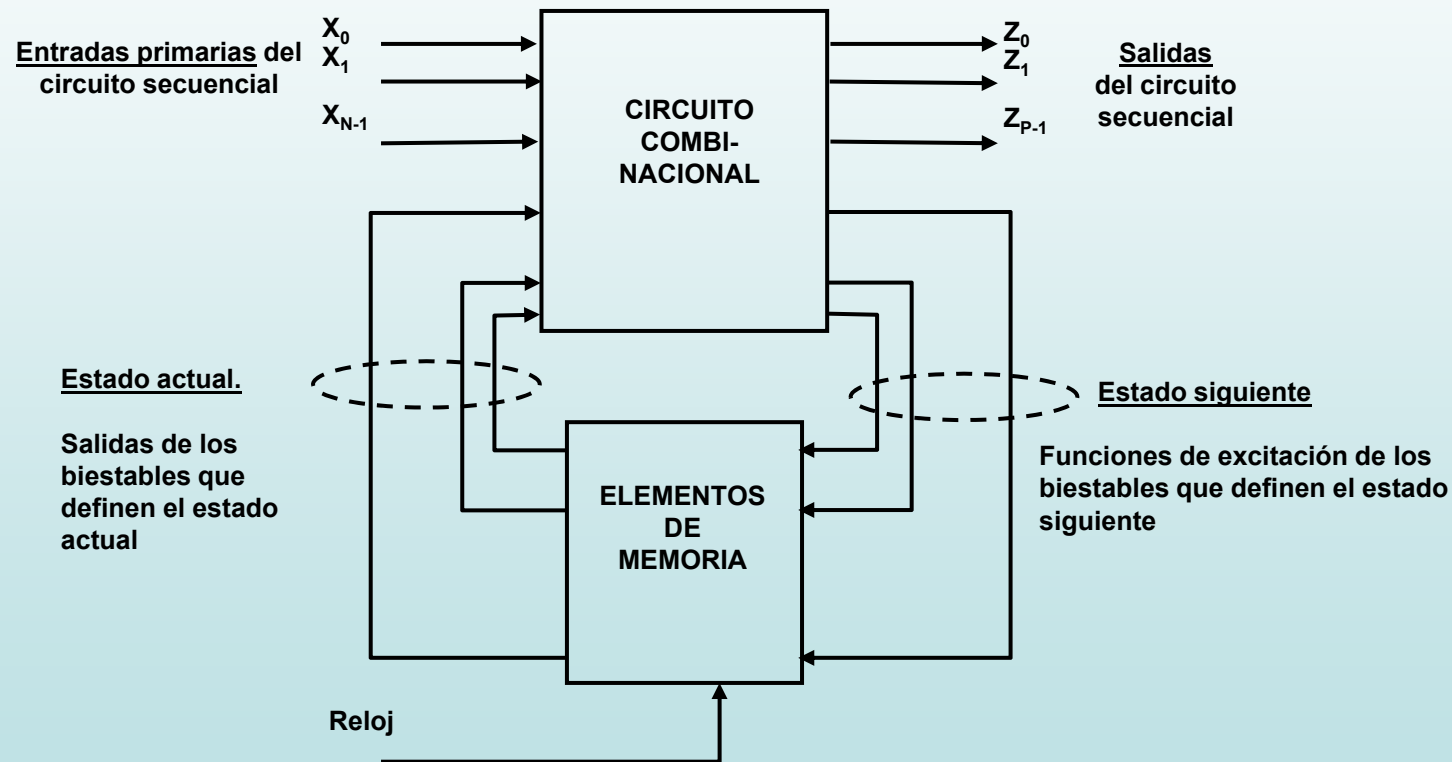 X0
Entradas primarias del
X1
circuito secuencial
XN-1
CIRCUITO
COMBI-
NACIONAL
Z0
Z1
ZP-1
Salidas
del circuito
secuencial
Estado actual.
Salidas de los
biestables que
definen el estado
actual
ELEMENTOS
DE
MEMORIA
Estado siguiente
Funciones de excitación de los
biestables que definen el estado
siguiente
Reloj